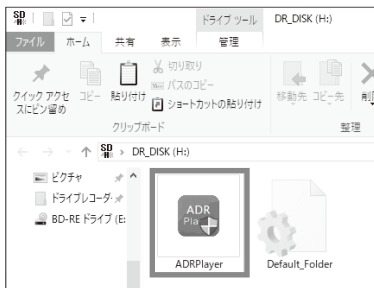 SD ドライブ ツール DR_DISK (H:)
ファイル ホーム 共有 表示 管理
クイック アクセスにピン留め コピー 貼り付け 切り取り パスのコピー ショートカットの貼り付け 移動先 コピー先
クリップボード 整理
SD DR_DISK (H:)
ピクチャ
ドライブレコーダ
BD-RE ドライブ (E:
ADR
Pla
ADRPlayer Default_Folder